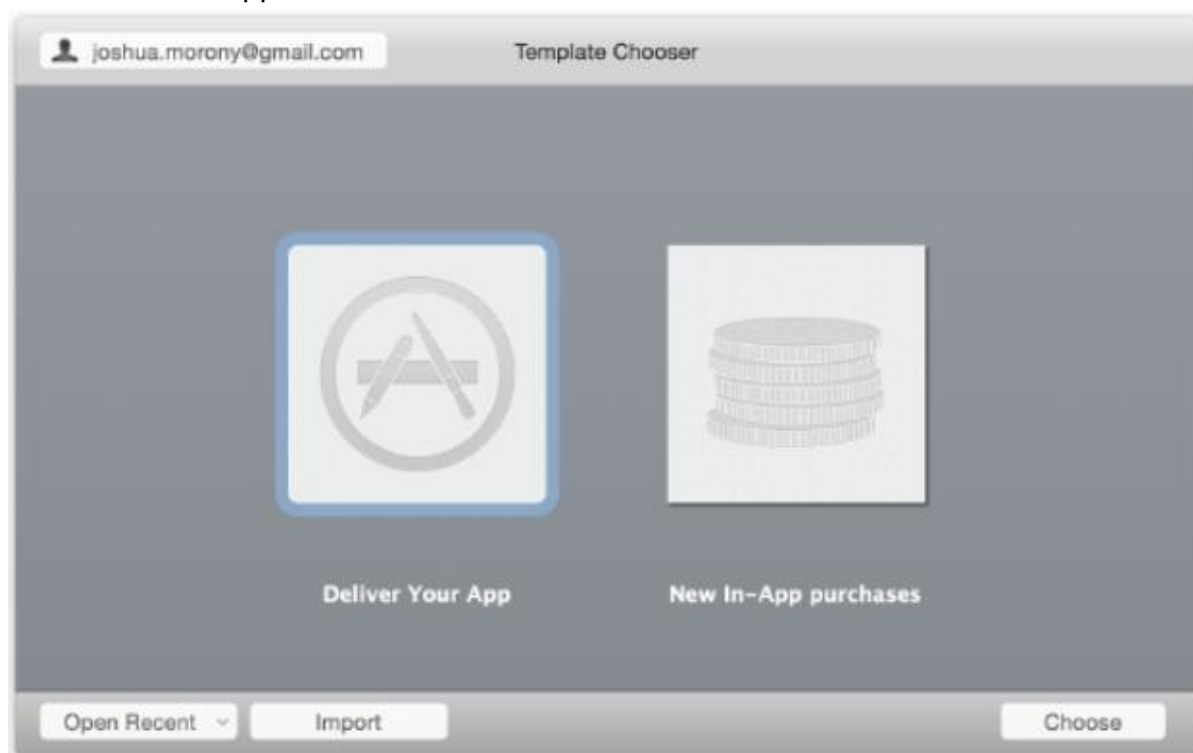 joshua.morony@gmail.com
Template Chooser
Deliver Your App
New In-App purchases
Open Recent
Import
Choose